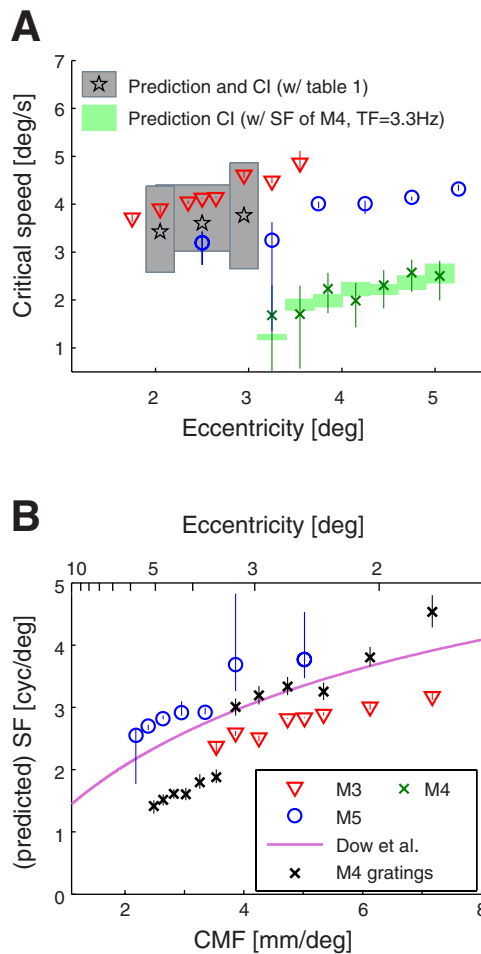 A
Critical speed [deg/s]
7
6
5
4
3
2
1
Prediction and CI (w/ table 1)
Prediction CI (w/ SF of M4, TF=3.3Hz)
2 3 4 5
Eccentricity [deg]
B
Eccentricity [deg]
10 5 3 2
(predicted) SF [cyc/deg]
5
4
3
2
1
0
M3 M4
M5
Dow et al.
M4 gratings
2 4 6 8
CMF [mm/deg]